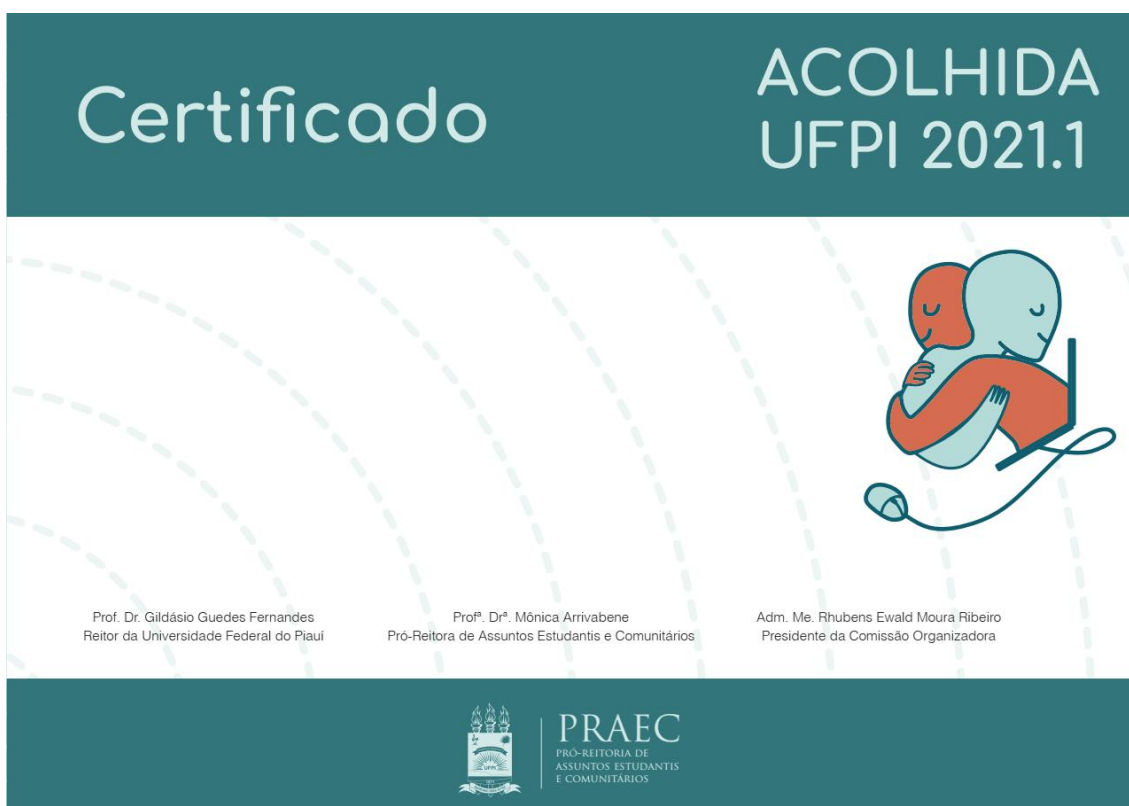 Certificado
ACOLHIDA
UFPI 2021.1
Prof. Dr. Gildásio Guedes Fernandes
Reitor da Universidade Federal do Piauí
Profª. Drª. Mônica Arrivabene
Pró-Reitora de Assuntos Estudantis e Comunitários
Adm. Me. Rhubens Ewald Moura Ribeiro
Presidente da Comissão Organizadora
UFPI
PRAEC
PRÓ-REITORIA DE
ASSUNTOS ESTUDANTIS
E COMUNITÁRIOS